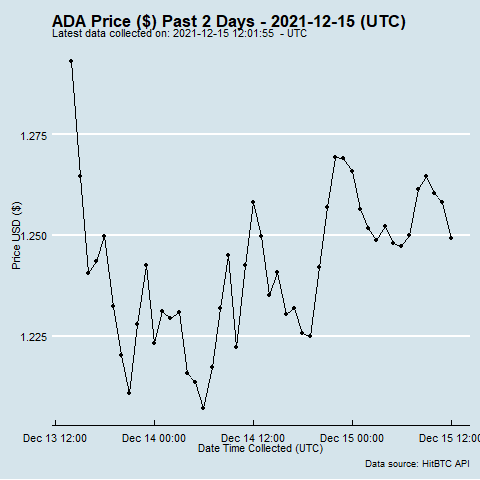 ADA Price ($) Past 2 Days - 2021-12-15 (UTC)
Latest data collected on: 2021-12-15 12:01:55 - UTC
1.275
1.250
1.225
Price USD ($)
Dec 13 12:00 Dec 14 00:00 Dec 14 12:00 Dec 15 00:00 Dec 15 12:00
Date Time Collected (UTC)
Data source: HitBTC API